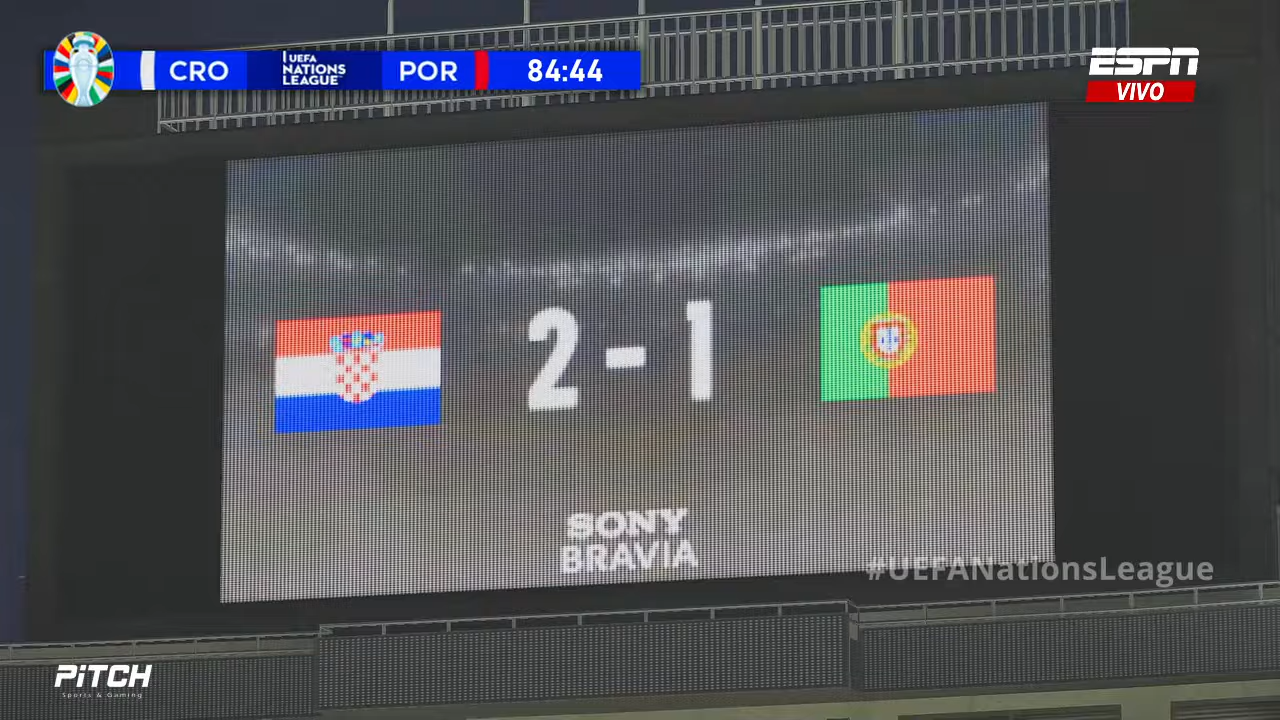 CRO
UEFA
NATIONS
LEAGUE
POR
84:44
ESPN
VIVO
2 - 1
SONY
BRAVIA
#UEFANationsLeague
PiTCH
Sports & Gaming